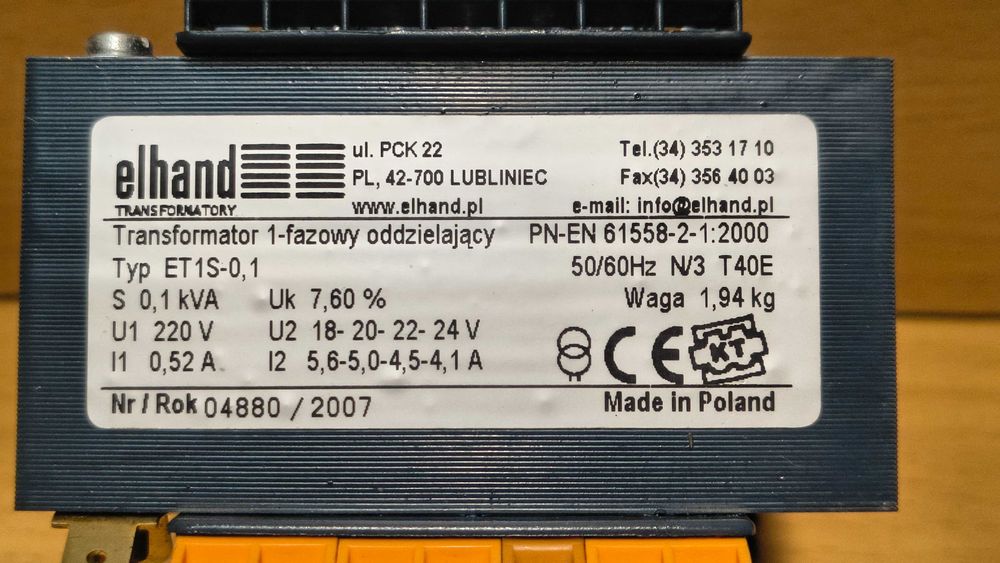 elhand
TRANSFORMATORY
ul. PCK 22
PL, 42-700 LUBLINIEC
www.elhand.pl
Tel.(34) 353 17 10
Fax(34) 356 40 03
e-mail: info@elhand.pl
Transformator 1-fazowy oddzielający PN-EN 61558-2-1:2000
Typ ET1S-0,1 50/60Hz N/3 T40E
S 0,1 kVA Uk 7,60 % Waga 1,94 kg
U1 220 V U2 18- 20- 22- 24 V
I1 0,52 A I2 5,6-5,0-4,5-4,1 A
CE KT
Nr / Rok 04880 / 2007 Made in Poland